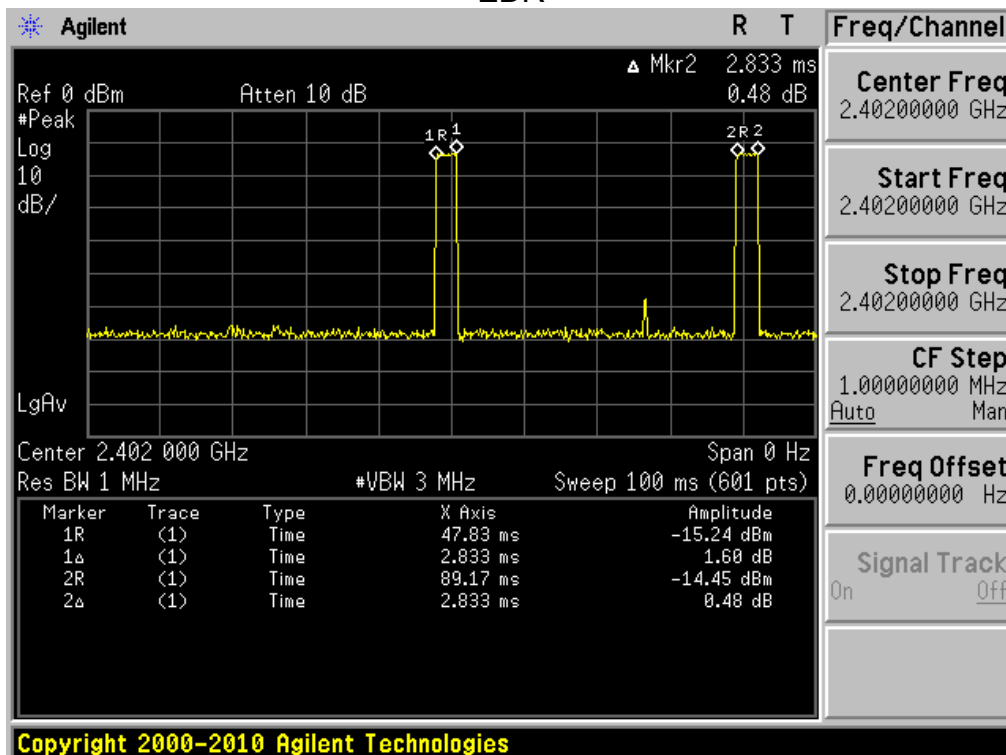 Agilent R T Freq/Channel
▲ Mkr2 2.833 ms
Ref 0 dBm Atten 10 dB 0.48 dB
#Peak
Log
10
dB/
1R 1
2R 2
LgAv
Center 2.402 000 GHz Span 0 Hz
Res BW 1 MHz #VBW 3 MHz Sweep 100 ms (601 pts)
Marker Trace Type X Axis Amplitude
1R (1) Time 47.83 ms -15.24 dBm
1▵ (1) Time 2.833 ms 1.60 dB
2R (1) Time 89.17 ms -14.45 dBm
2▵ (1) Time 2.833 ms 0.48 dB
Center Freq
2.40200000 GHz
Start Freq
2.40200000 GHz
Stop Freq
2.40200000 GHz
CF Step
1.00000000 MHz
Auto Man
Freq Offset
0.00000000 Hz
Signal Track
On Off
Copyright 2000-2010 Agilent Technologies